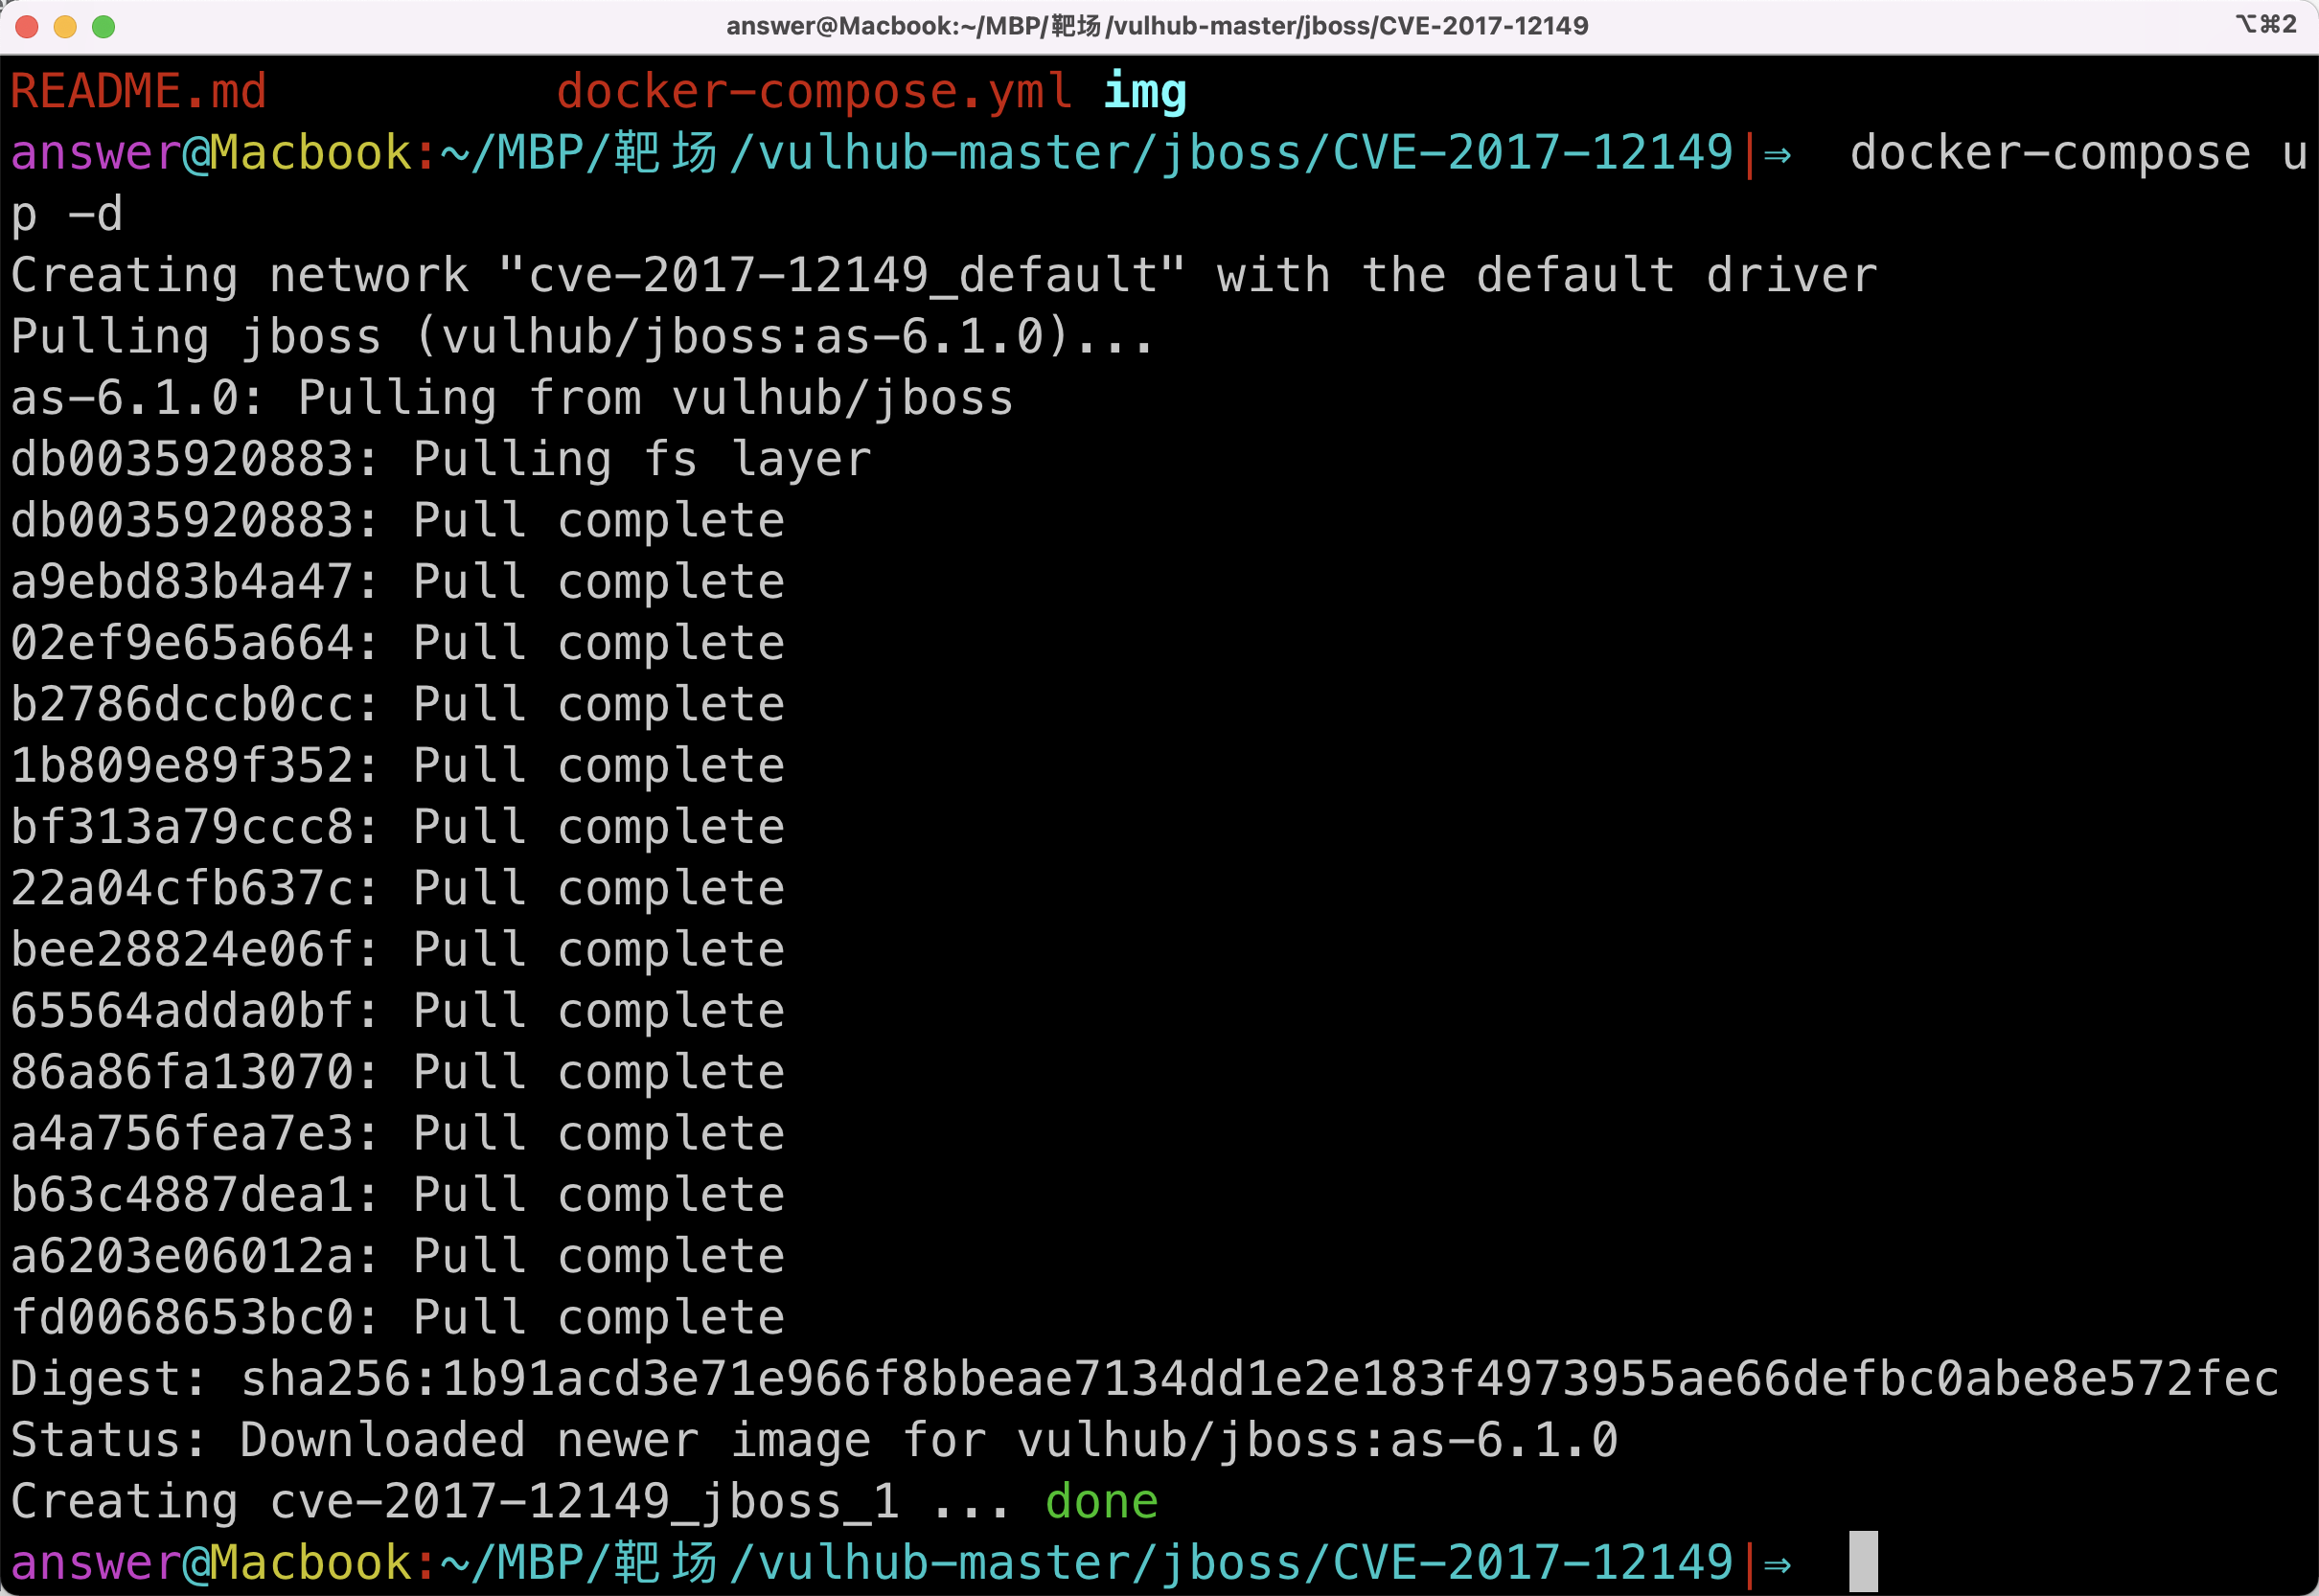 answer@Macbook:~/MBP/靶场/vulhub-master/jboss/CVE-2017-12149
⌥⌘2
README.md docker-compose.yml img
answer@Macbook:~/MBP/靶场/vulhub-master/jboss/CVE-2017-12149|⇒ docker-compose u
p -d
Creating network "cve-2017-12149_default" with the default driver
Pulling jboss (vulhub/jboss:as-6.1.0)...
as-6.1.0: Pulling from vulhub/jboss
db0035920883: Pulling fs layer
db0035920883: Pull complete
a9ebd83b4a47: Pull complete
02ef9e65a664: Pull complete
b2786dccb0cc: Pull complete
1b809e89f352: Pull complete
bf313a79ccc8: Pull complete
22a04cfb637c: Pull complete
bee28824e06f: Pull complete
65564adda0bf: Pull complete
86a86fa13070: Pull complete
a4a756fea7e3: Pull complete
b63c4887dea1: Pull complete
a6203e06012a: Pull complete
fd0068653bc0: Pull complete
Digest: sha256:1b91acd3e71e966f8bbeae7134dd1e2e183f4973955ae66defbc0abe8e572fec
Status: Downloaded newer image for vulhub/jboss:as-6.1.0
Creating cve-2017-12149_jboss_1 ... done
answer@Macbook:~/MBP/靶场/vulhub-master/jboss/CVE-2017-12149|⇒